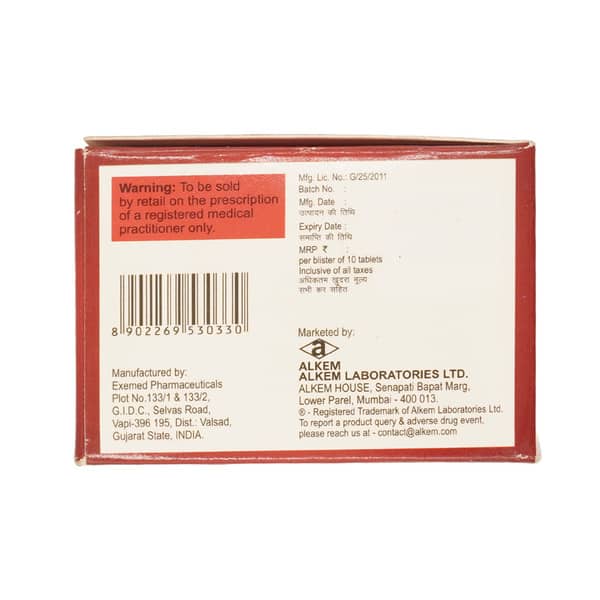 Warning: To be sold
by retail on the prescription
of a registered medical
practitioner only.
8 902269 530330
Manufactured by:
Exemed Pharmaceuticals
Plot No.133/1 & 133/2,
G.I.D.C., Selvas Road,
Vapi-396 195, Dist.: Valsad,
Gujarat State, INDIA.
Mfg. Lic. No.: G/25/2011
Batch No. :
Mfg. Date :
उत्पादन की तिथि
Expiry Date :
समाप्ति की तिथि
MRP ₹ :
per blister of 10 tablets
Inclusive of all taxes
अधिकतम खुदरा मूल्य
सभी कर सहित
Marketed by:
a
ALKEM
ALKEM LABORATORIES LTD.
ALKEM HOUSE, Senapati Bapat Marg,
Lower Parel, Mumbai - 400 013.
® - Registered Trademark of Alkem Laboratories Ltd.
To report a product query & adverse drug event,
please reach us at - contact@alkem.com